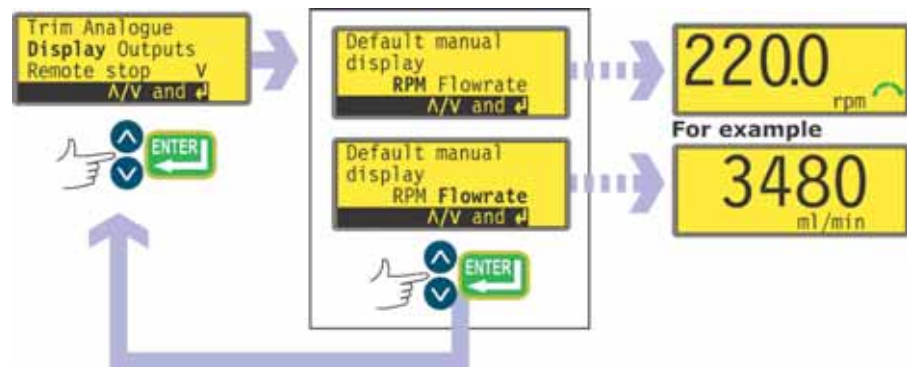 Trim Analogue
Display Outputs
Remote stop V
∧/∨ and ↲
ENTER
Default manual
display
RPM Flowrate
∧/∨ and ↲
Default manual
display
RPM Flowrate
∧/∨ and ↲
ENTER
220.0
rpm
For example
3480
ml/min